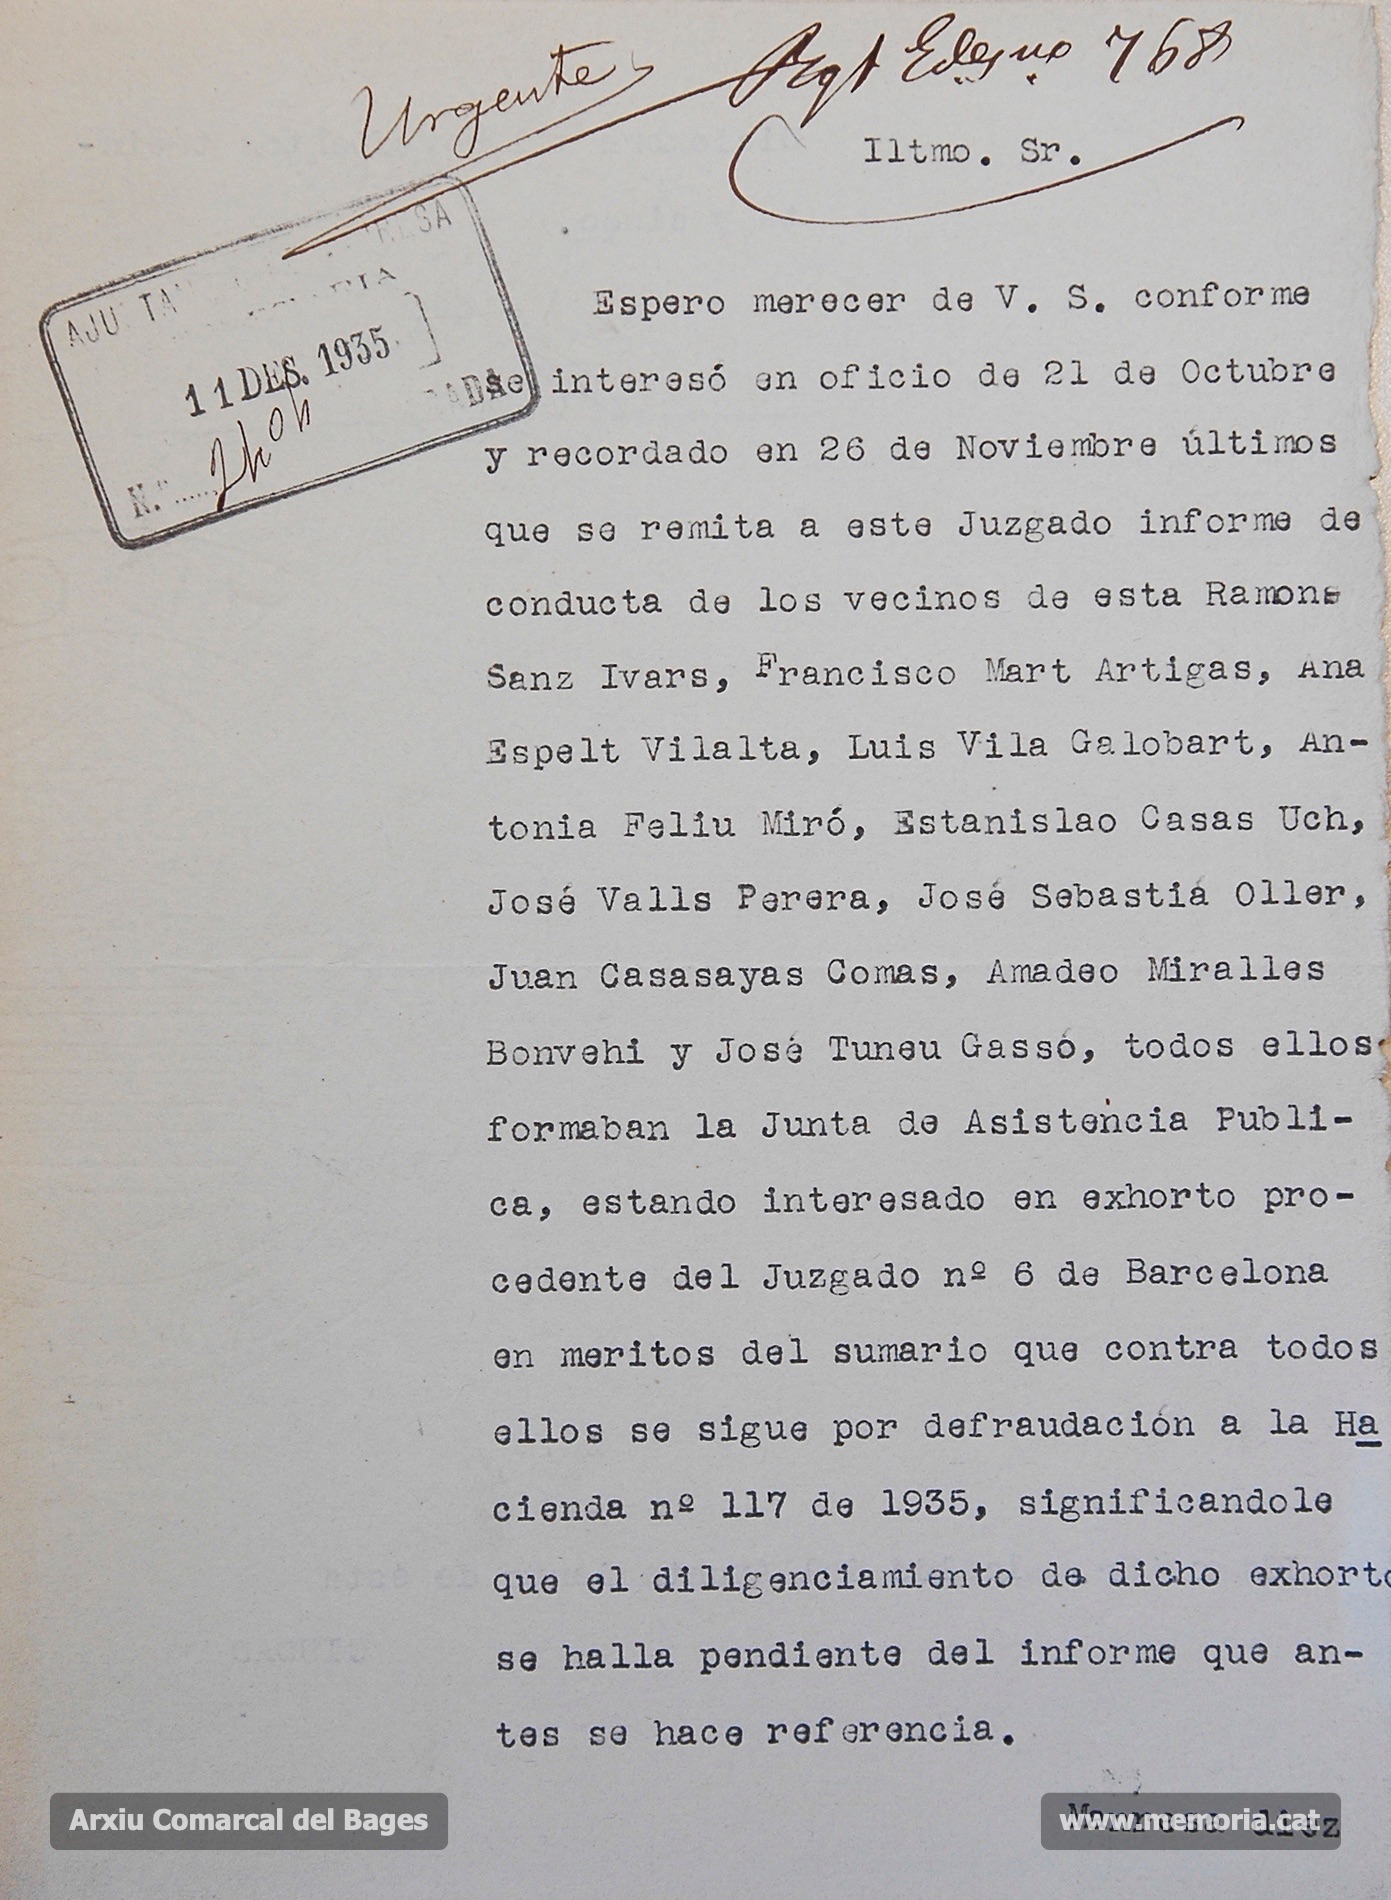 Urgente
768
Iltmo. Sr.
11 DES. 1935
N.º
Espero merecer de V. S. conforme
se interesó en oficio de 21 de Octubre
y recordado en 26 de Noviembre últimos
que se remita a este Juzgado informe de
conducta de los vecinos de esta Ramona
Sanz Ivars, Francisco Mart Artigas, Ana
Espelt Vilalta, Luis Vila Galobart, An-
tonia Feliu Miró, Estanislao Casas Uch,
José Valls Perera, José Sebastiá Oller,
Juan Casasayas Comas, Amadeo Miralles
Bonvehi y José Tuneu Gassó, todos ellos
formaban la Junta de Asistencia Publi-
ca, estando interesado en exhorto pro-
cedente del Juzgado nº 6 de Barcelona
en meritos del sumario que contra todos
ellos se sigue por defraudación a la Ha
cienda nº 117 de 1935, significandole
que el diligenciamiento de dicho exhorto
se halla pendiente del informe que an-
tes se hace referencia.
Manresa diez
Arxiu Comarcal del Bages
www.memoria.cat